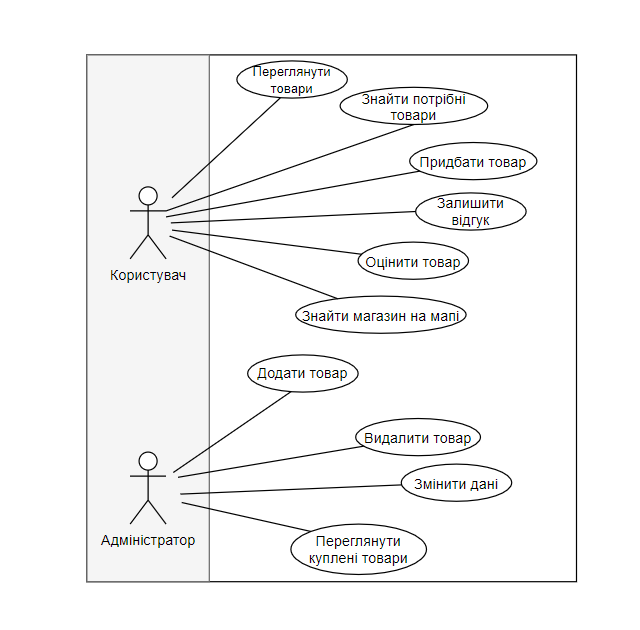 Переглянути
товари
Знайти потрібні
товари
Придбати товар
Залишити
відгук
Оцінити товар
Користувач
Знайти магазин на мапі
Додати товар
Видалити товар
Змінити дані
Адміністратор
Переглянути
куплені товари